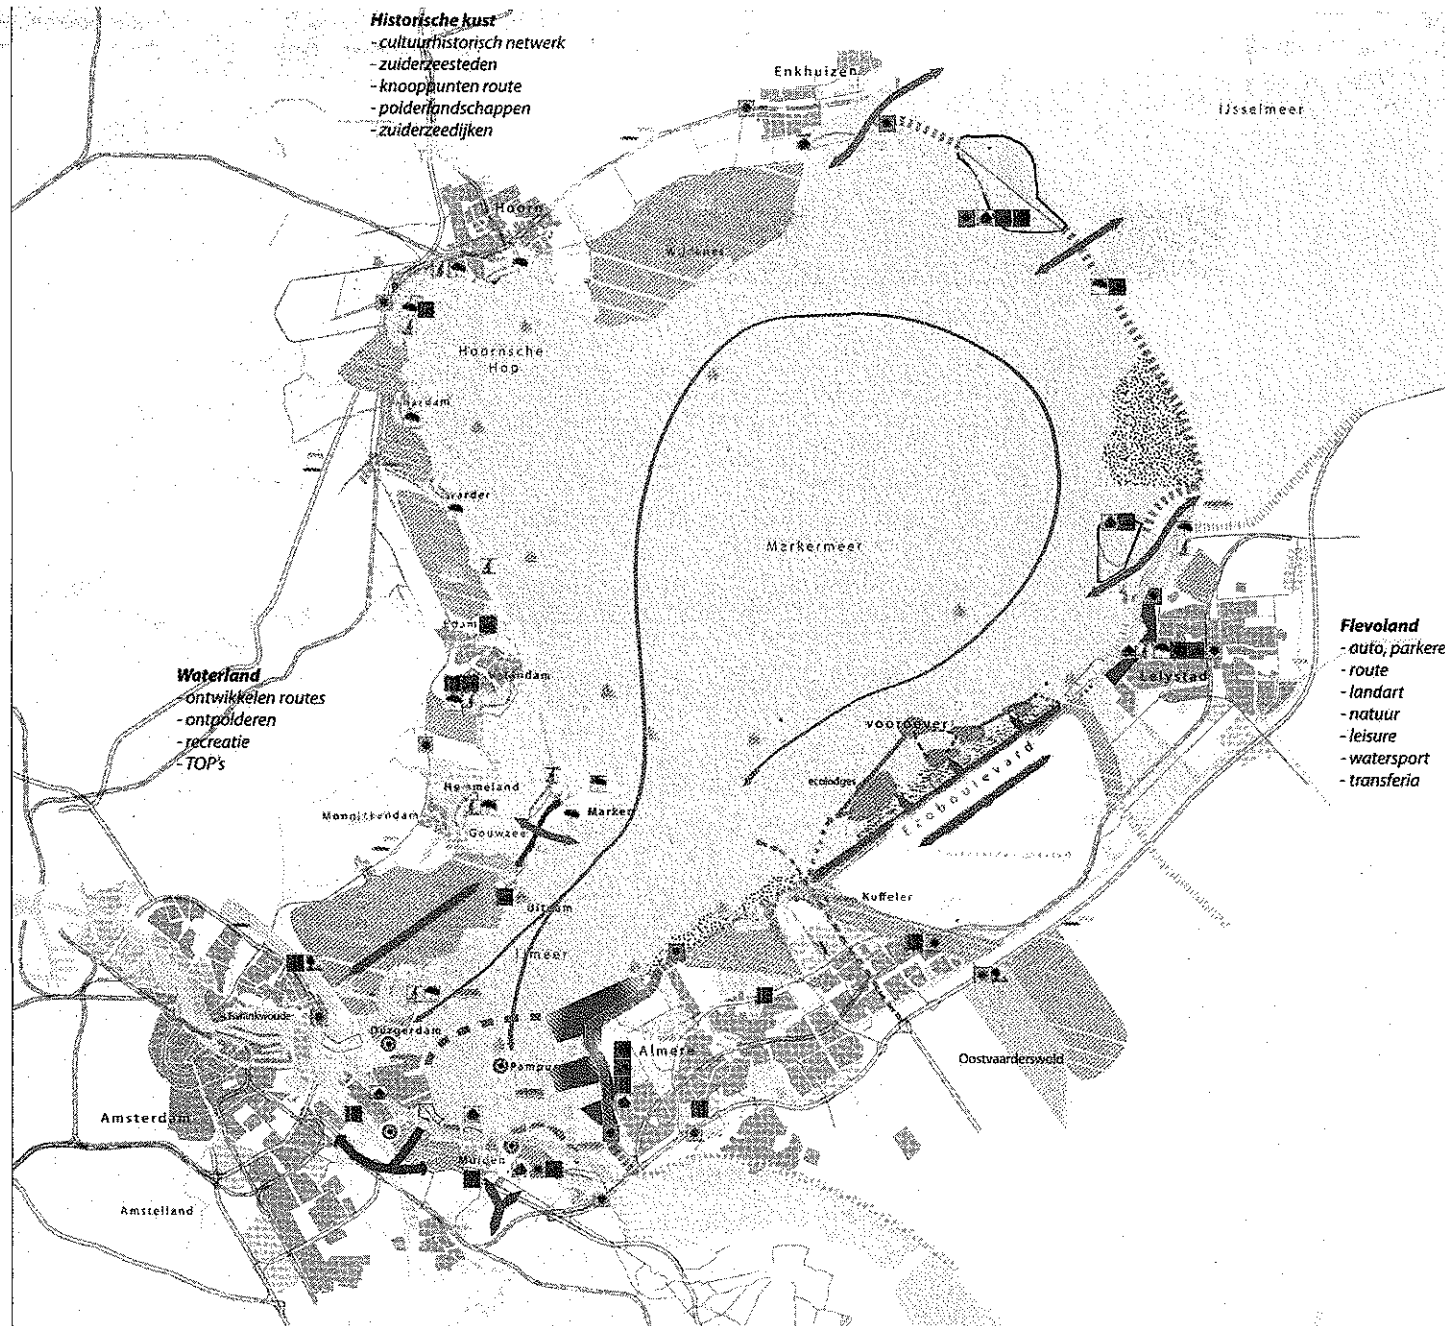 Historische kust
- cultuurhistorisch netwerk
- zuiderzeesteden
- knooppunten route
- polderlandschappen
- zuiderzeedijken
Enkhuizen
IJsselmeer
Hoorn
Hoornsche
Hop
Markermeer
Edam
Waterland
- ontwikkelen routes
- ontpolderen
- recreatie
- TOP's
Flevoland
- auto, parkere
- route
- landart
- natuur
- leisure
- watersport
- transferia
Lelystad
vooroever
ecolodges
Ecoboulevard
Hemmeland
Marken
Monnickendam
Gouwzee
Kuffeler
Uitdam
IJmeer
Durgerdam
Pampus
Almere
Oostvaarderswold
Amsterdam
Muiden
Amstelland